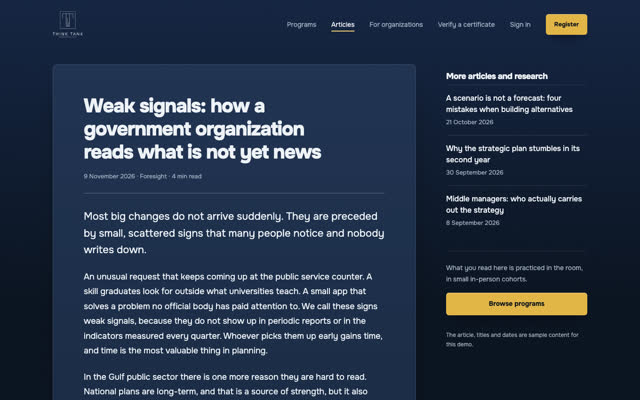 THINK TANK
Programs
Articles
For organizations
Verify a certificate
Sign in
Register
Weak signals: how a
government organization
reads what is not yet news
9 November 2026 · Foresight · 4 min read
Most big changes do not arrive suddenly. They are preceded
by small, scattered signs that many people notice and nobody
writes down.
An unusual request that keeps coming up at the public service counter. A
skill graduates look for outside what universities teach. A small app that
solves a problem no official body has paid attention to. We call these signs
weak signals, because they do not show up in periodic reports or in the
indicators measured every quarter. Whoever picks them up early gains time,
and time is the most valuable thing in planning.
In the Gulf public sector there is one more reason they are hard to read.
National plans are long-term, and that is a source of strength, but it also
More articles and research
A scenario is not a forecast: four
mistakes when building alternatives
21 October 2026
Why the strategic plan stumbles in its
second year
30 September 2026
Middle managers: who actually carries
out the strategy
8 September 2026
What you read here is practiced in the room,
in small in-person cohorts.
Browse programs
The article, titles and dates are sample content for
this demo.